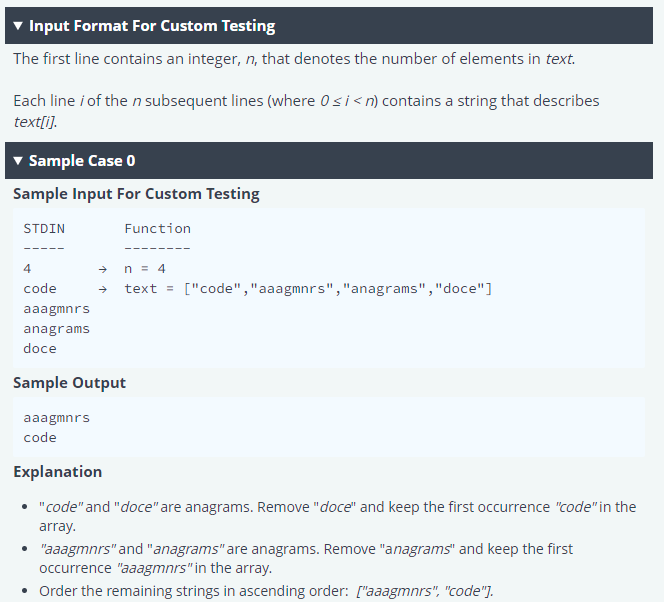 ▼ Input Format For Custom Testing
The first line contains an integer, n, that denotes the number of elements in text.
Each line i of the n subsequent lines (where 0 ≤ i < n) contains a string that describes
text[i].
▼ Sample Case 0
Sample Input For Custom Testing
STDIN Function
----- --------
4 → n = 4
code → text = ["code","aaagmnrs","anagrams","doce"]
aaagmnrs
anagrams
doce
Sample Output
aaagmnrs
code
Explanation
• "code" and "doce" are anagrams. Remove "doce" and keep the first occurrence "code" in the
array.
• "aaagmnrs" and "anagrams" are anagrams. Remove "anagrams" and keep the first
occurrence "aaagmnrs" in the array.
• Order the remaining strings in ascending order: ["aaagmnrs", "code"].